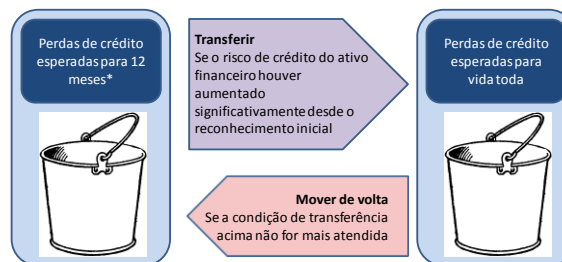 Perdas de crédito
esperadas para 12
meses*
Transferir
Se o risco de crédito do ativo
financeiro houver
aumentado
significativamente desde o
reconhecimento inicial
Perdas de crédito
esperadas para
vida toda
Mover de volta
Se a condição de transferência
acima não for mais atendida